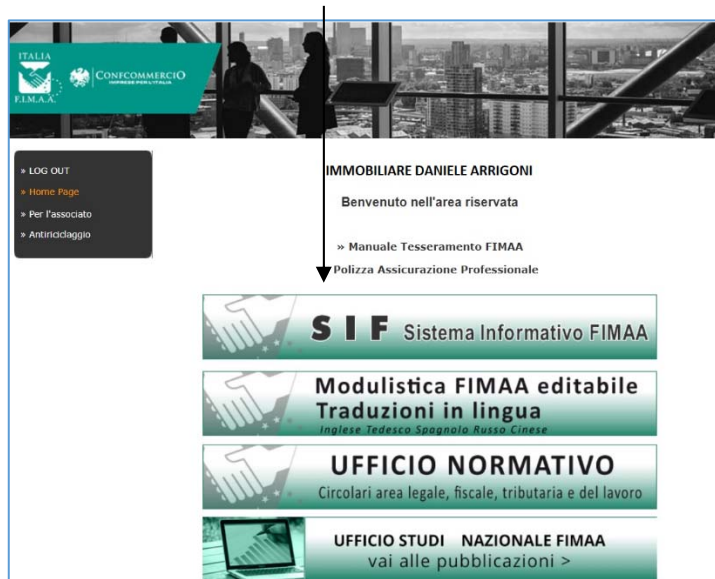 ITALIA
F.I.M.A.A.
CONFCOMMERCIO
IMPRESE PER L'ITALIA
» LOG OUT
» Home Page
» Per l'associato
» Antiriciclaggio
IMMOBILIARE DANIELE ARRIGONI
Benvenuto nell'area riservata
» Manuale Tesseramento FIMAA
Polizza Assicurazione Professionale
S I F Sistema Informativo FIMAA
Modulistica FIMAA editabile
Traduzioni in lingua
Inglese Tedesco Spagnolo Russo Cinese
UFFICIO NORMATIVO
Circolari area legale, fiscale, tributaria e del lavoro
UFFICIO STUDI NAZIONALE FIMAA
vai alle pubblicazioni >